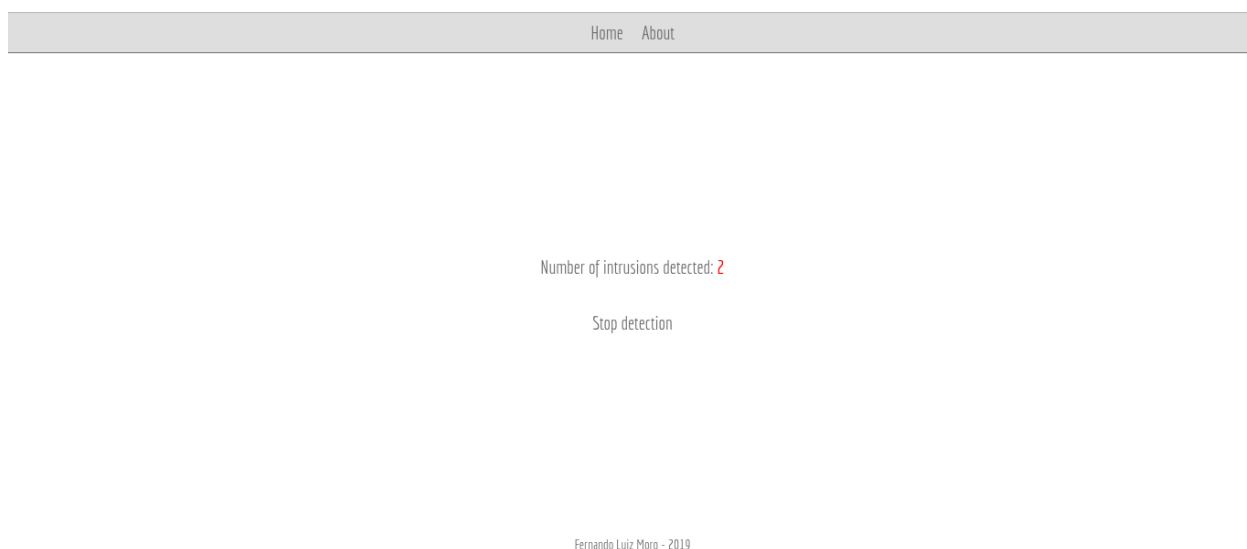 Home About
Number of intrusions detected: 2
Stop detection
Fernando Luiz Moro - 2019